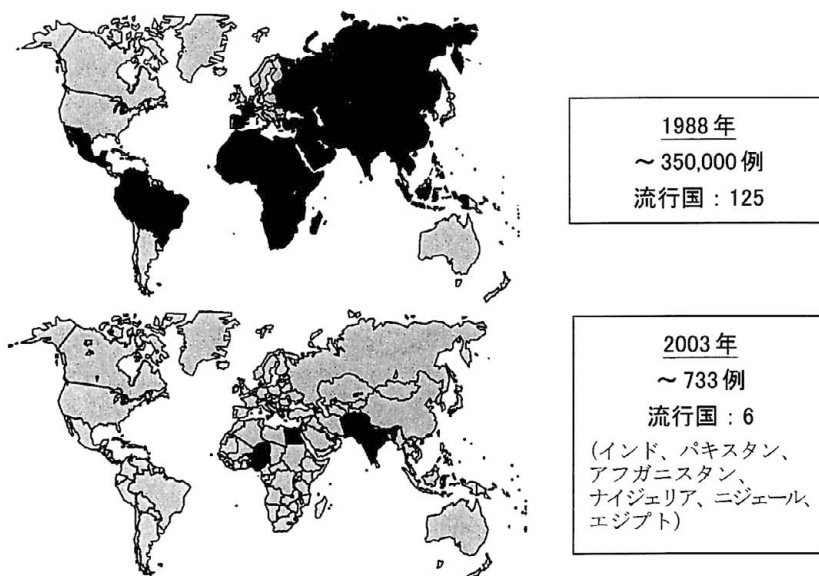 1988年
～350,000例
流行国：125
2003年
～733例
流行国：6
(インド、パキスタン、
アフガニスタン、
ナイジェリア、ニジェール、
エジプト)